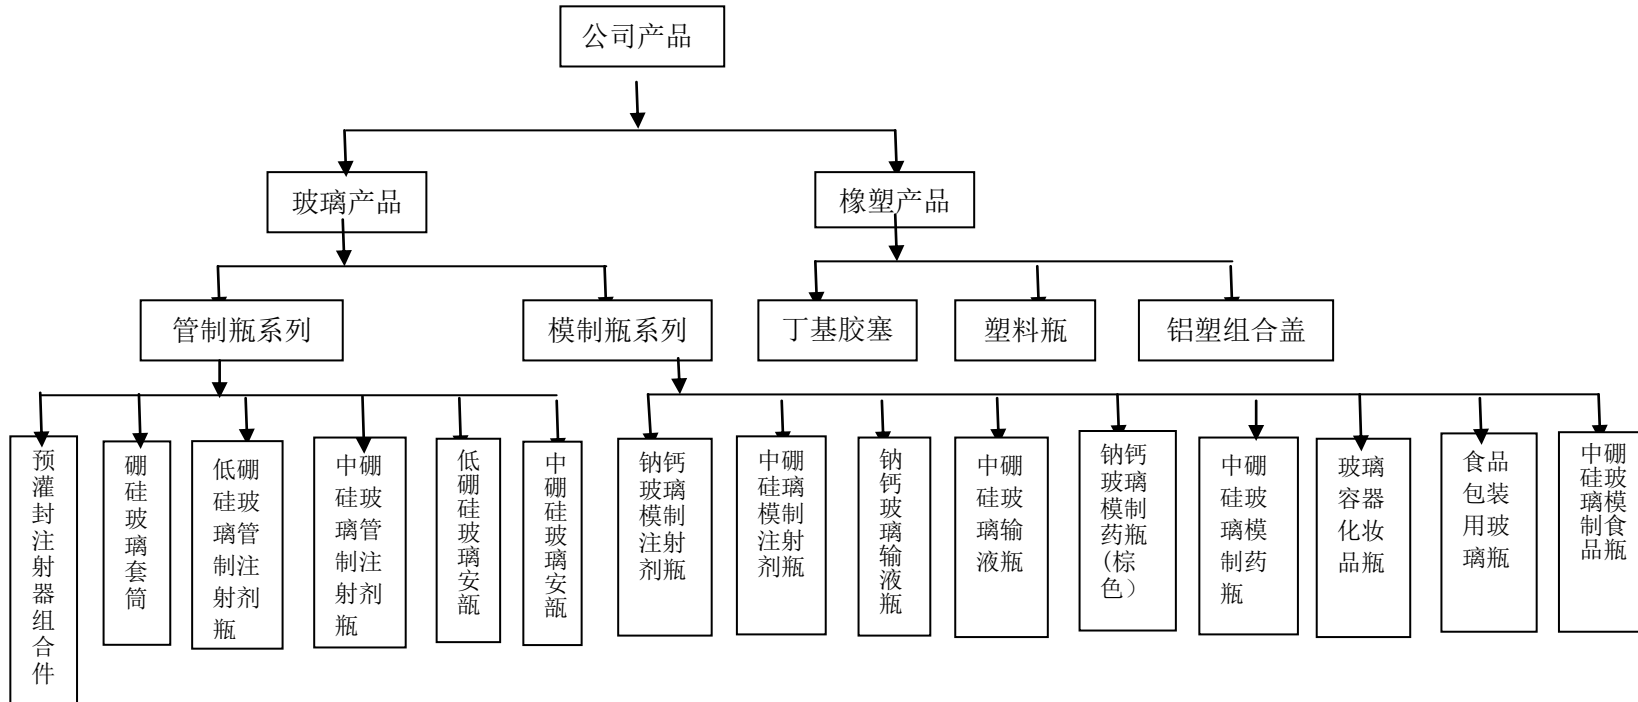 公司产品
玻璃产品
橡塑产品
管制瓶系列
模制瓶系列
丁基胶塞
塑料瓶
铝塑组合盖
预
灌
封
注
射
器
组
合
件
硼
硅
玻
璃
套
筒
低硼
硅玻
璃管
制注
射剂
瓶
中硼
硅玻
璃管
制注
射剂
瓶
低
硼
硅
玻
璃
安
瓿
中
硼
硅
玻
璃
安
瓿
钠钙
玻璃
模制
注射
剂瓶
中硼
硅璃
模制
注射
剂瓶
钠
钙
玻
璃
输
液
瓶
中硼
硅玻
璃输
液瓶
钠钙
玻璃
模制
药瓶
(棕
色）
中硼
硅玻
璃模
制药
瓶
玻璃
容器
化妆
品瓶
食品
包装
用玻
璃瓶
中硼
硅玻
璃模
制食
品瓶